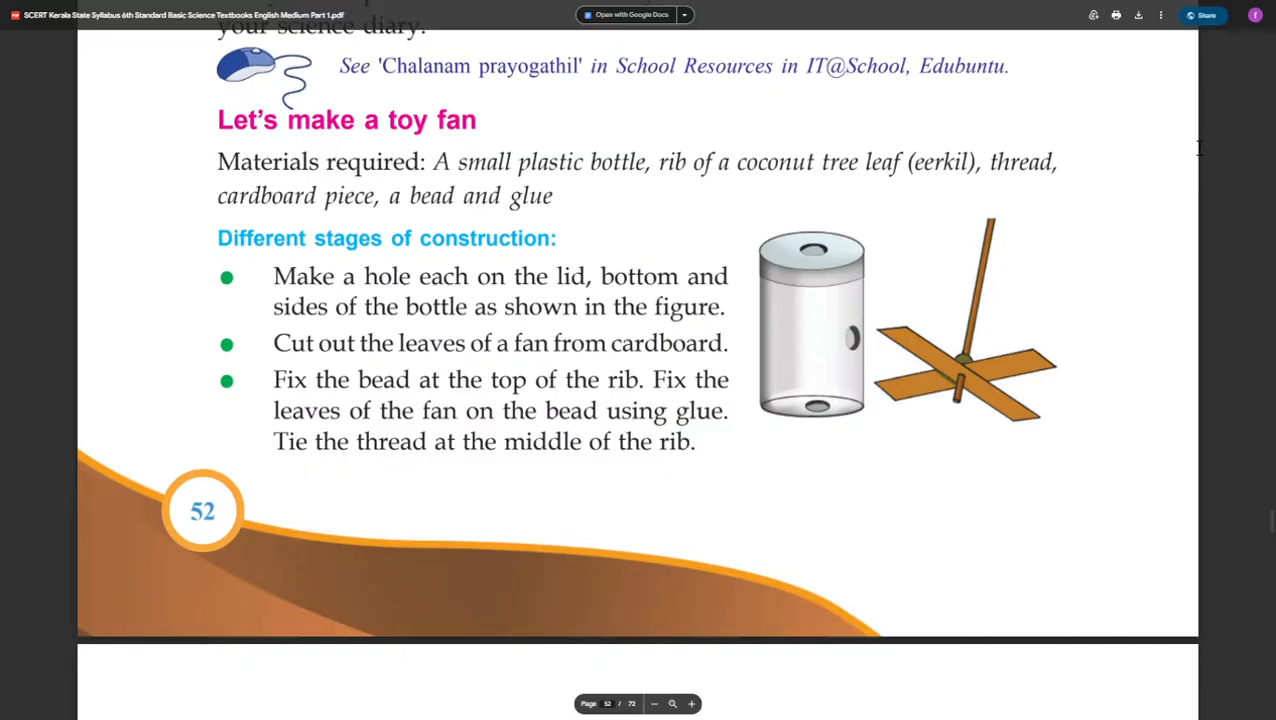 SCERT Kerala State Syllabus 6th Standard Basic Science Textbooks English Medium Part 1.pdf
Open with Google Docs
Share
f
your science diary.
See 'Chalanam prayogathil' in School Resources in IT@School, Edubuntu.
Let's make a toy fan
Materials required: A small plastic bottle, rib of a coconut tree leaf (eerkil), thread,
cardboard piece, a bead and glue
Different stages of construction:
Make a hole each on the lid, bottom and
sides of the bottle as shown in the figure.
Cut out the leaves of a fan from cardboard.
Fix the bead at the top of the rib. Fix the
leaves of the fan on the bead using glue.
Tie the thread at the middle of the rib.
52
Page 52 / 72